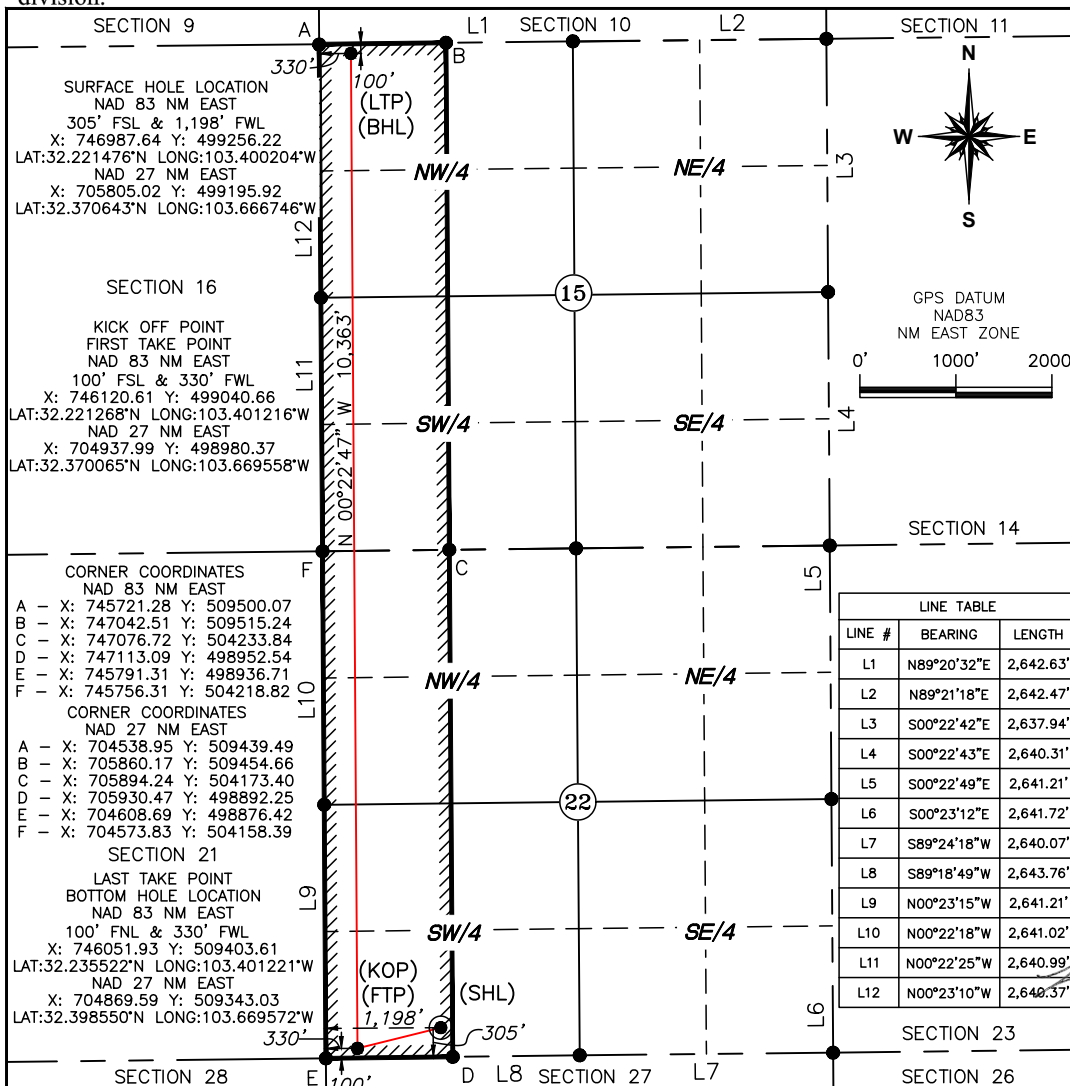 division.
SECTION 9
A
L1
SECTION 10
L2
SECTION 11
B
330'
100'
(LTP)
(BHL)
N
W
E
S
SURFACE HOLE LOCATION
NAD 83 NM EAST
305' FSL & 1,198' FWL
X: 746987.64 Y: 499256.22
LAT:32.221476°N LONG:103.400204°W
NAD 27 NM EAST
X: 705805.02 Y: 499195.92
LAT:32.370643°N LONG:103.666746°W
NW/4
NE/4
L3
L12
SECTION 16
15
GPS DATUM
NAD83
NM EAST ZONE
0' 1000' 2000'
KICK OFF POINT
FIRST TAKE POINT
NAD 83 NM EAST
100' FSL & 330' FWL
X: 746120.61 Y: 499040.66
LAT:32.221268°N LONG:103.401216°W
NAD 27 NM EAST
X: 704937.99 Y: 498980.37
LAT:32.370065°N LONG:103.669558°W
L11
N 00°22'47" W 10,363'
SW/4
SE/4
L4
SECTION 14
F
C
L5
CORNER COORDINATES
NAD 83 NM EAST
A - X: 745721.28 Y: 509500.07
B - X: 747042.51 Y: 509515.24
C - X: 747076.72 Y: 504233.84
D - X: 747113.09 Y: 498952.54
E - X: 745791.31 Y: 498936.71
F - X: 745756.31 Y: 504218.82
CORNER COORDINATES
NAD 27 NM EAST
A - X: 704538.95 Y: 509439.49
B - X: 705860.17 Y: 509454.66
C - X: 705894.24 Y: 504173.40
D - X: 705930.47 Y: 498892.25
E - X: 704608.69 Y: 498876.42
F - X: 704573.83 Y: 504158.39
L10
NW/4
NE/4
22
LINE TABLE
LINE # BEARING LENGTH
L1 N89°20'32"E 2,642.63'
L2 N89°21'18"E 2,642.47'
L3 S00°22'42"E 2,637.94'
L4 S00°22'43"E 2,640.31'
L5 S00°22'49"E 2,641.21'
L6 S00°23'12"E 2,641.72'
L7 S89°24'18"W 2,640.07'
L8 S89°18'49"W 2,643.76'
L9 N00°23'15"W 2,641.21'
L10 N00°22'18"W 2,641.02'
L11 N00°22'25"W 2,640.99'
L12 N00°23'10"W 2,640.37'
SECTION 21
LAST TAKE POINT
BOTTOM HOLE LOCATION
NAD 83 NM EAST
100' FNL & 330' FWL
X: 746051.93 Y: 509403.61
LAT:32.235522°N LONG:103.401221°W
NAD 27 NM EAST
X: 704869.59 Y: 509343.03
LAT:32.398550°N LONG:103.669572°W
L9
SW/4
SE/4
(KOP)
(FTP)
(SHL)
1,198'
330'
305'
L6
SECTION 23
SECTION 28
E
100'
D
L8
SECTION 27
L7
SECTION 26